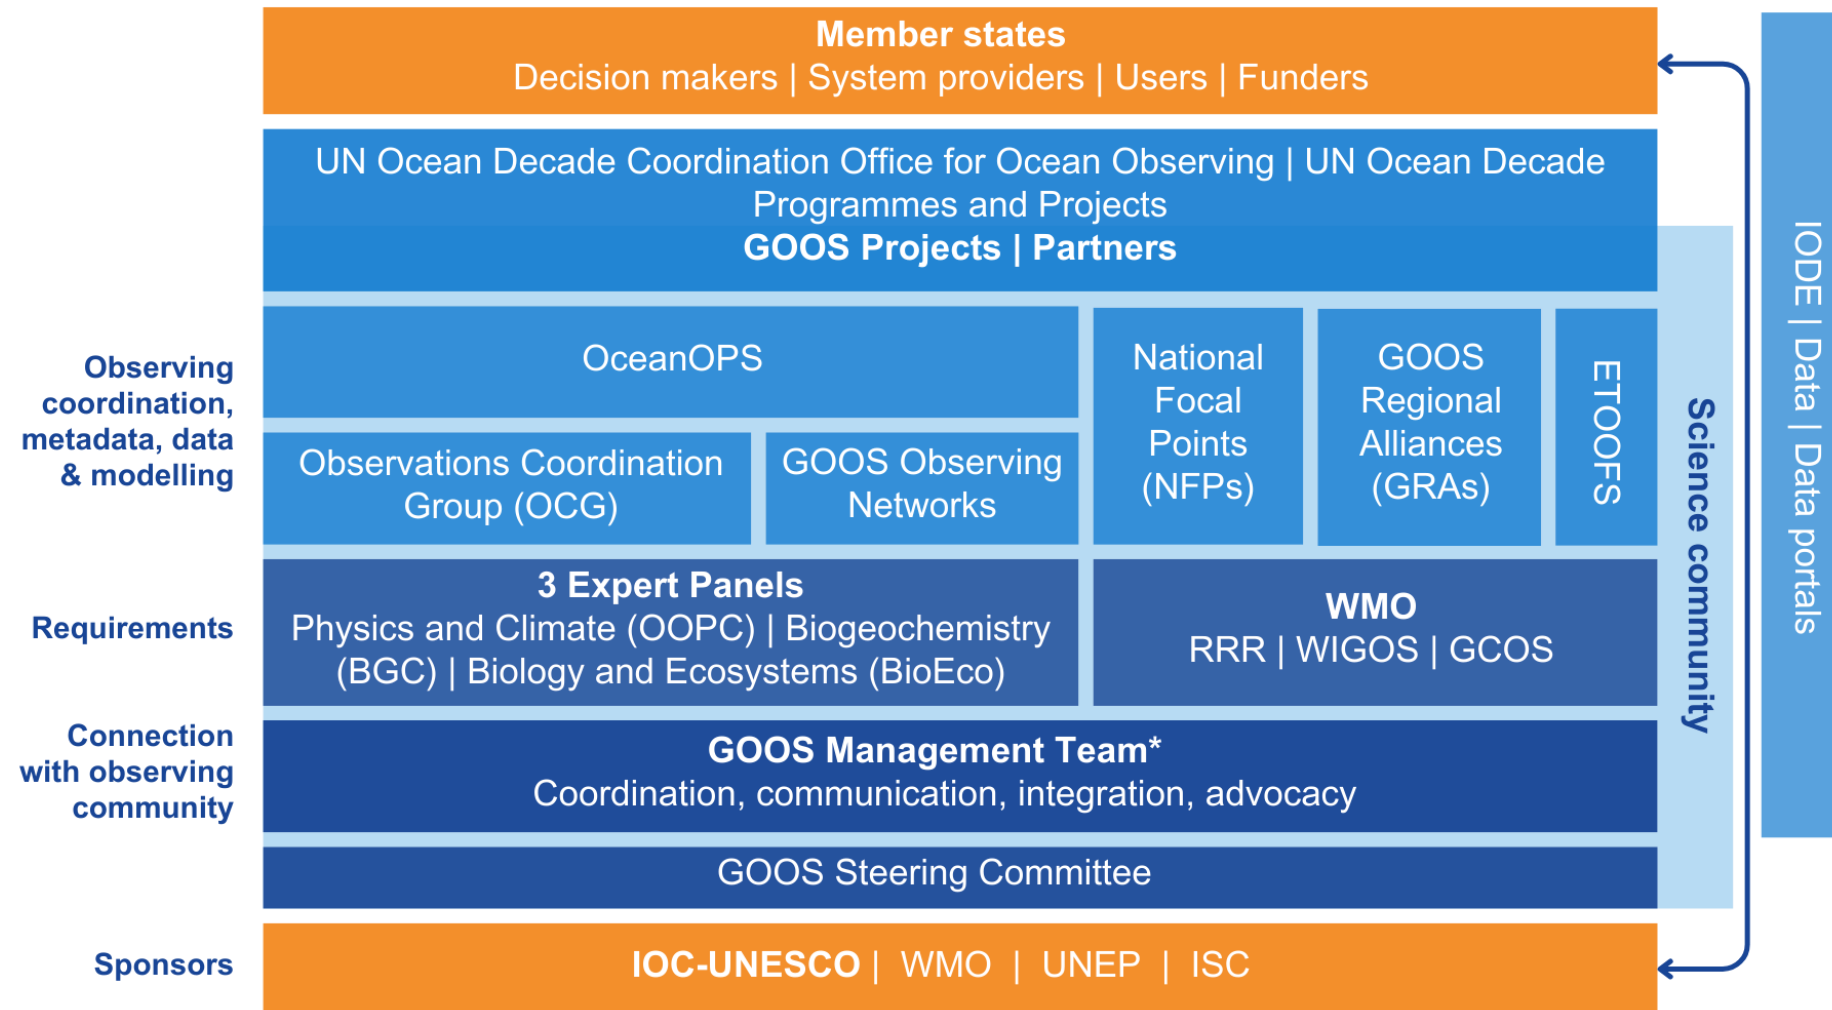 Member states
Decision makers | System providers | Users | Funders
UN Ocean Decade Coordination Office for Ocean Observing | UN Ocean Decade
Programmes and Projects
GOOS Projects | Partners
Observing
coordination,
metadata, data
& modelling
OceanOPS
Observations Coordination
Group (OCG)
GOOS Observing
Networks
National
Focal
Points
(NFPs)
GOOS
Regional
Alliances
(GRAs)
ETOOFS
Requirements
3 Expert Panels
Physics and Climate (OOPC) | Biogeochemistry
(BGC) | Biology and Ecosystems (BioEco)
WMO
RRR | WIGOS | GCOS
Connection
with observing
community
GOOS Management Team*
Coordination, communication, integration, advocacy
GOOS Steering Committee
Sponsors
IOC-UNESCO | WMO | UNEP | ISC
Science community
IODE | Data | Data portals